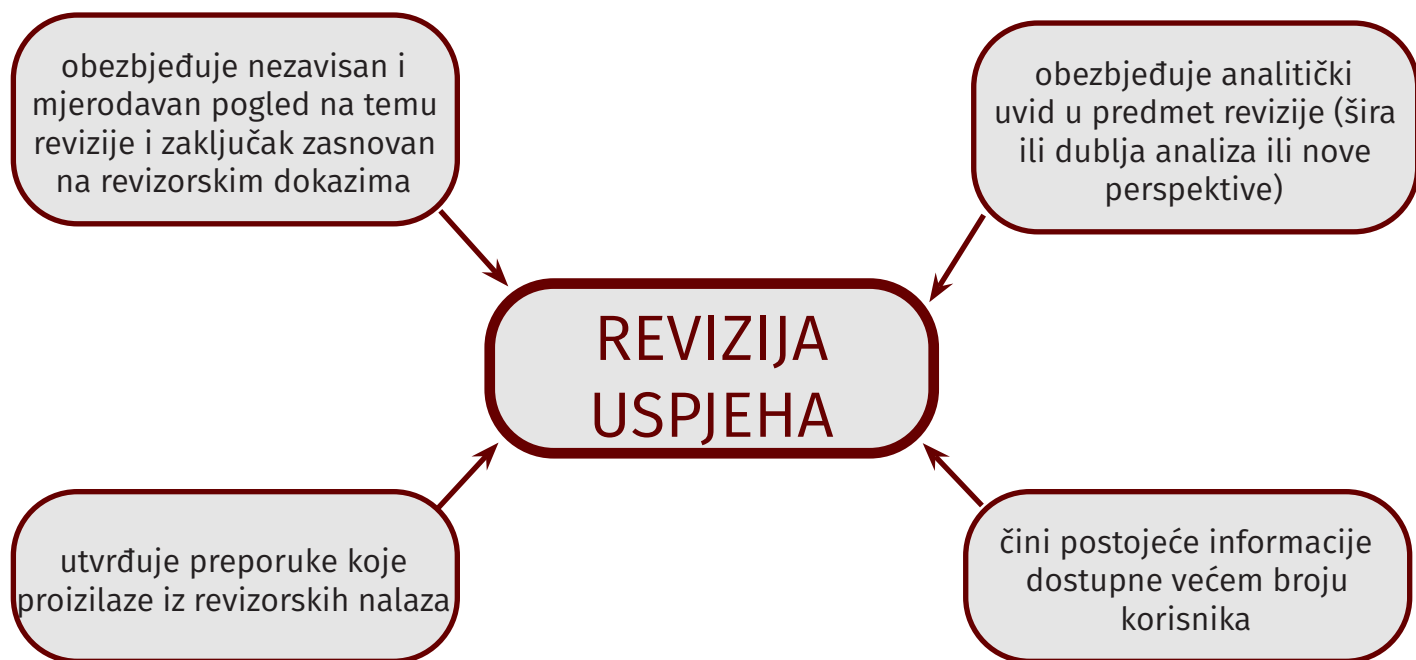 obezbjeđuje nezavisan i
mjerodavan pogled na temu
revizije i zaključak zasnovan
na revizorskim dokazima
obezbjeđuje analitički
uvid u predmet revizije (šira
ili dublja analiza ili nove
perspektive)
REVIZIJA
USPJEHA
utvrđuje preporuke koje
proizilaze iz revizorskih nalaza
čini postojeće informacije
dostupne većem broju
korisnika